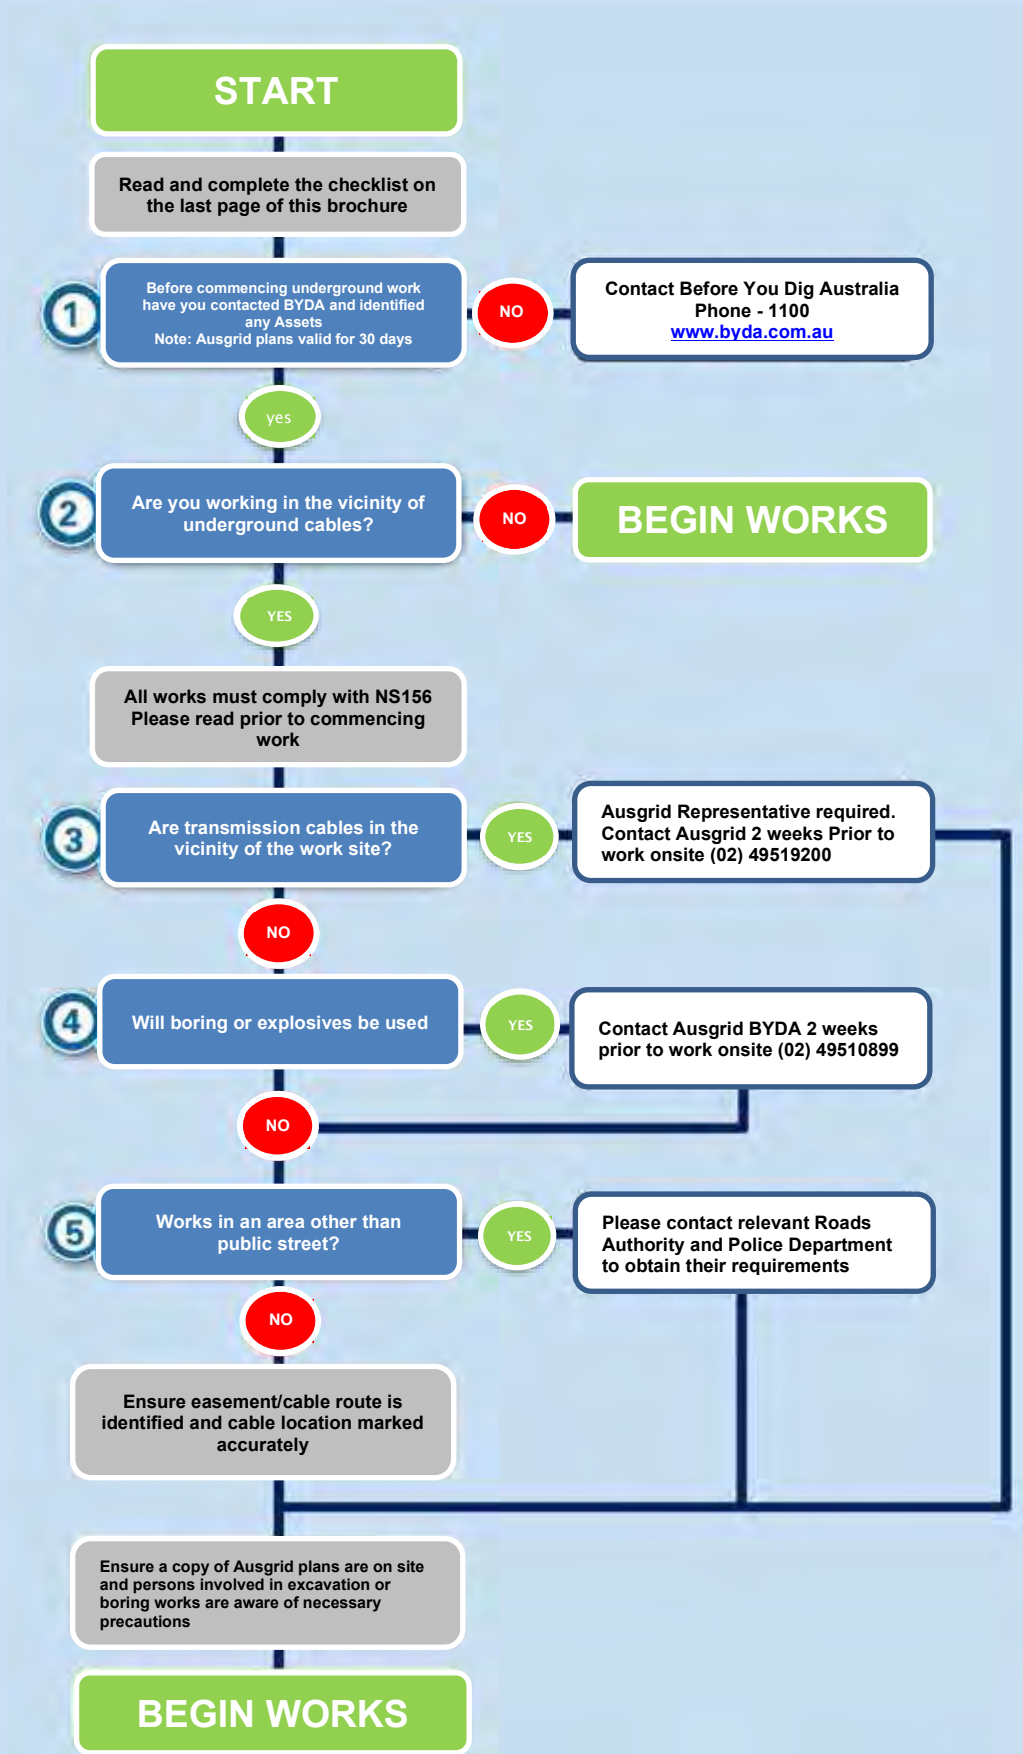 START
Read and complete the checklist on
the last page of this brochure
1
Before commencing underground work
have you contacted BYDA and identified
any Assets
Note: Ausgrid plans valid for 30 days
NO
Contact Before You Dig Australia
Phone - 1100
www.byda.com.au
yes
2
Are you working in the vicinity of
underground cables?
NO
BEGIN WORKS
YES
All works must comply with NS156
Please read prior to commencing
work
3
Are transmission cables in the
vicinity of the work site?
YES
Ausgrid Representative required.
Contact Ausgrid 2 weeks Prior to
work onsite (02) 49519200
NO
4
Will boring or explosives be used
YES
Contact Ausgrid BYDA 2 weeks
prior to work onsite (02) 49510899
NO
5
Works in an area other than
public street?
YES
Please contact relevant Roads
Authority and Police Department
to obtain their requirements
NO
Ensure easement/cable route is
identified and cable location marked
accurately
Ensure a copy of Ausgrid plans are on site
and persons involved in excavation or
boring works are aware of necessary
precautions
BEGIN WORKS